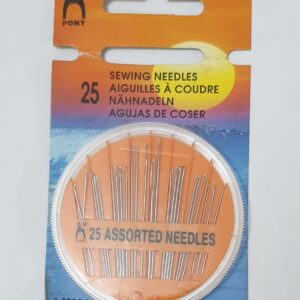 PONY
25
SEWING NEEDLES
AIGUILLES À COUDRE
NÄHNADELN
AGUJAS DE COSER
25 ASSORTED NEEDLES